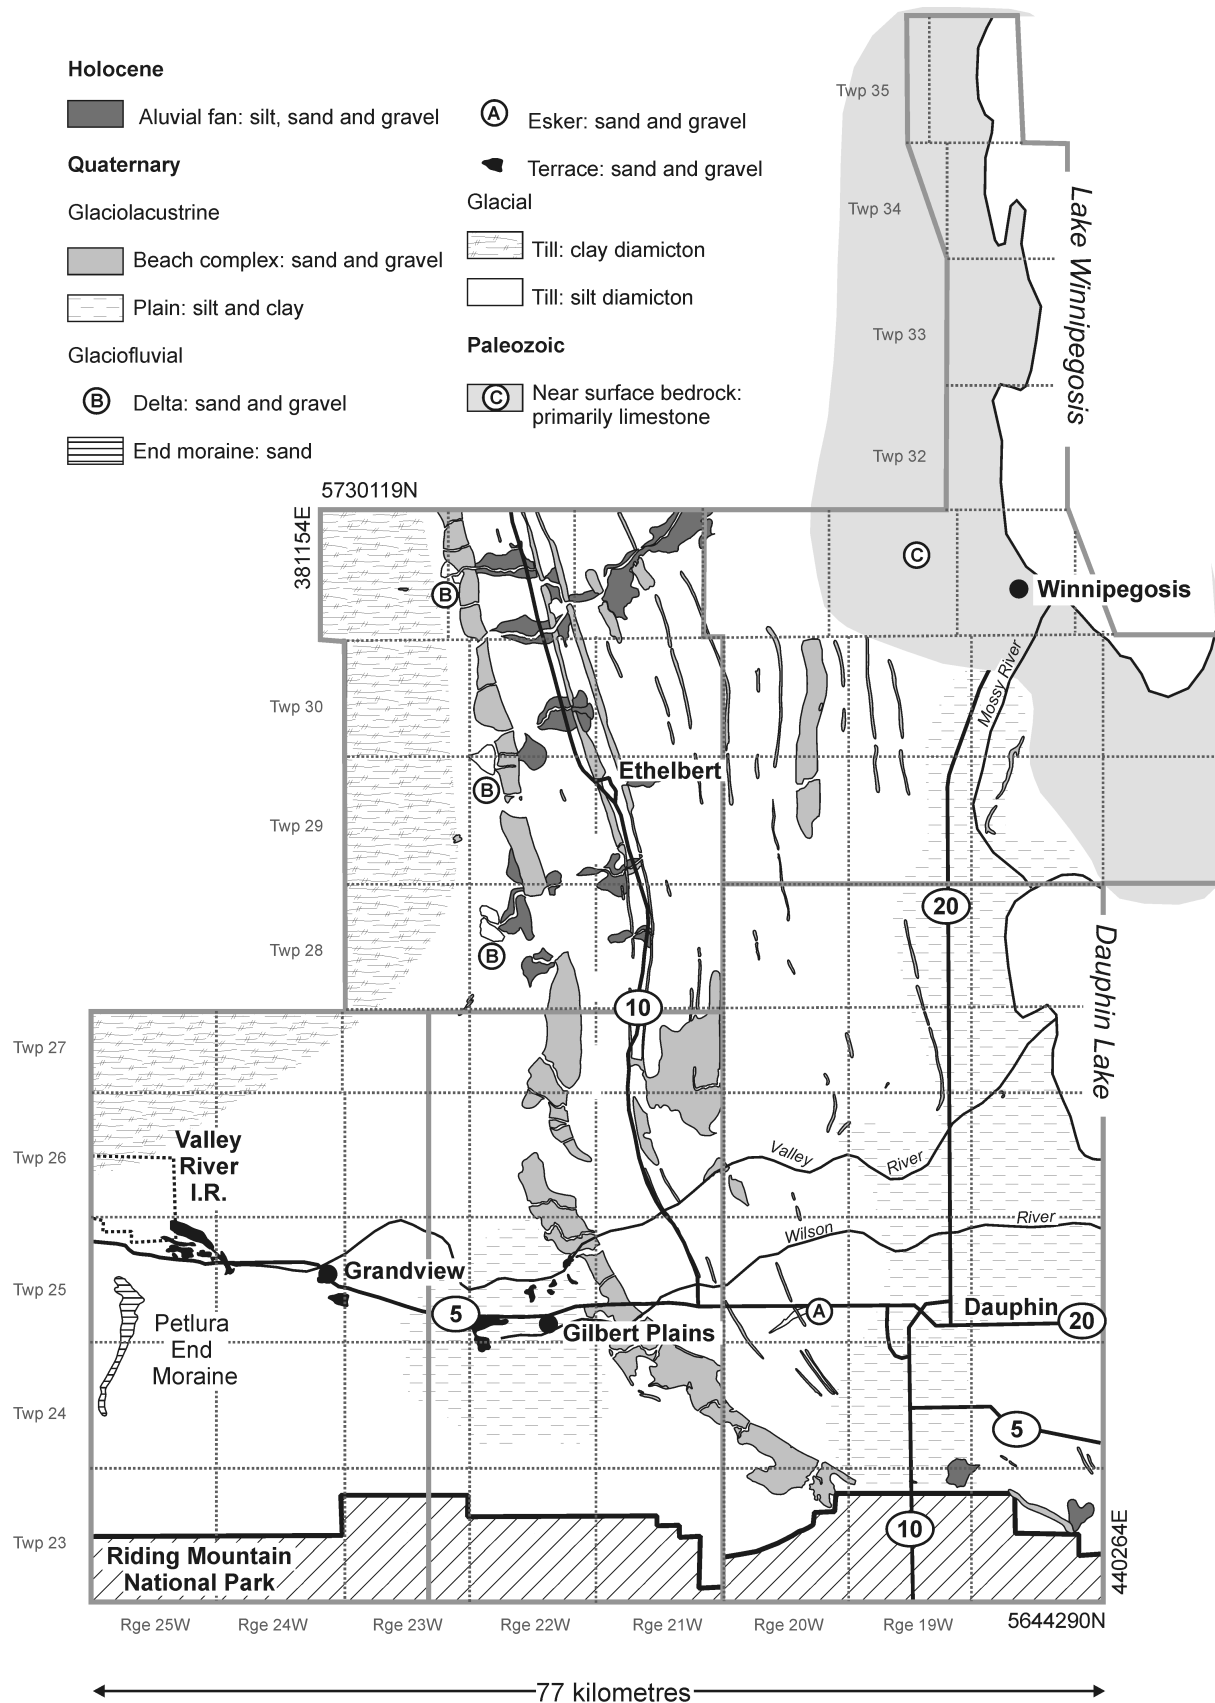 Holocene
Aluvial fan: silt, sand and gravel
Quaternary
Glaciolacustrine
Beach complex: sand and gravel
Plain: silt and clay
Glaciofluvial
B
Delta: sand and gravel
End moraine: sand
A
Esker: sand and gravel
Terrace: sand and gravel
Glacial
Till: clay diamicton
Till: silt diamicton
Paleozoic
C
Near surface bedrock:
primarily limestone
Twp 35
Twp 34
Twp 33
Twp 32
Lake Winnipegosis
5730119N
381154E
C
Winnipegosis
B
Mossy River
Twp 30
Ethelbert
B
Twp 29
20
Twp 28
B
10
Dauphin Lake
Twp 27
Valley
River
I.R.
Twp 26
Valley
River
Wilson
River
Twp 25
Grandview
5
Gilbert Plains
A
Dauphin
20
Petlura
End
Moraine
Twp 24
5
Twp 23
10
Riding Mountain
National Park
440264E
Rge 25W
Rge 24W
Rge 23W
Rge 22W
Rge 21W
Rge 20W
Rge 19W
5644290N
77 kilometres